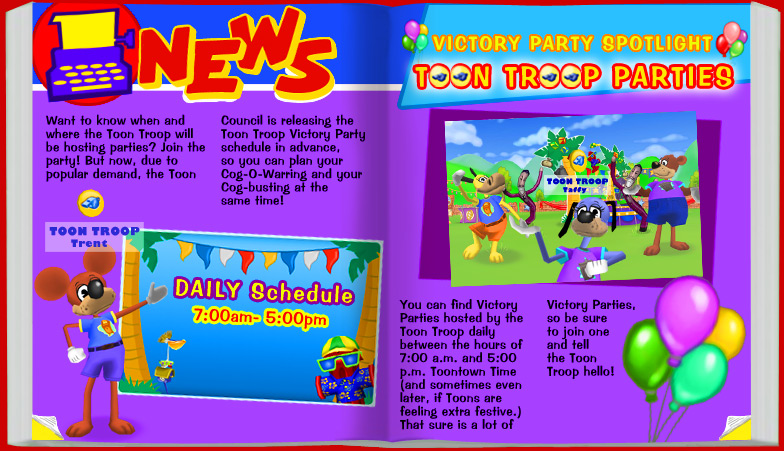 NEWS
Want to know when and
where the Toon Troop will
be hosting parties? Join the
party! But now, due to
popular demand, the Toon
Council is releasing the
Toon Troop Victory Party
schedule in advance,
so you can plan your
Cog-O-Warring and your
Cog-busting at the
same time!
TOON TROOP
Trent
DAILY Schedule
7:00am- 5:00pm
VICTORY PARTY SPOTLIGHT
TOON TROOP PARTIES
TOON TROOP
Taffy
You can find Victory
Parties hosted by the
Toon Troop daily
between the hours of
7:00 a.m. and 5:00
p.m. Toontown Time
(and sometimes even
later, if Toons are
feeling extra festive.)
That sure is a lot of
Victory Parties,
so be sure
to join one
and tell
the Toon
Troop hello!